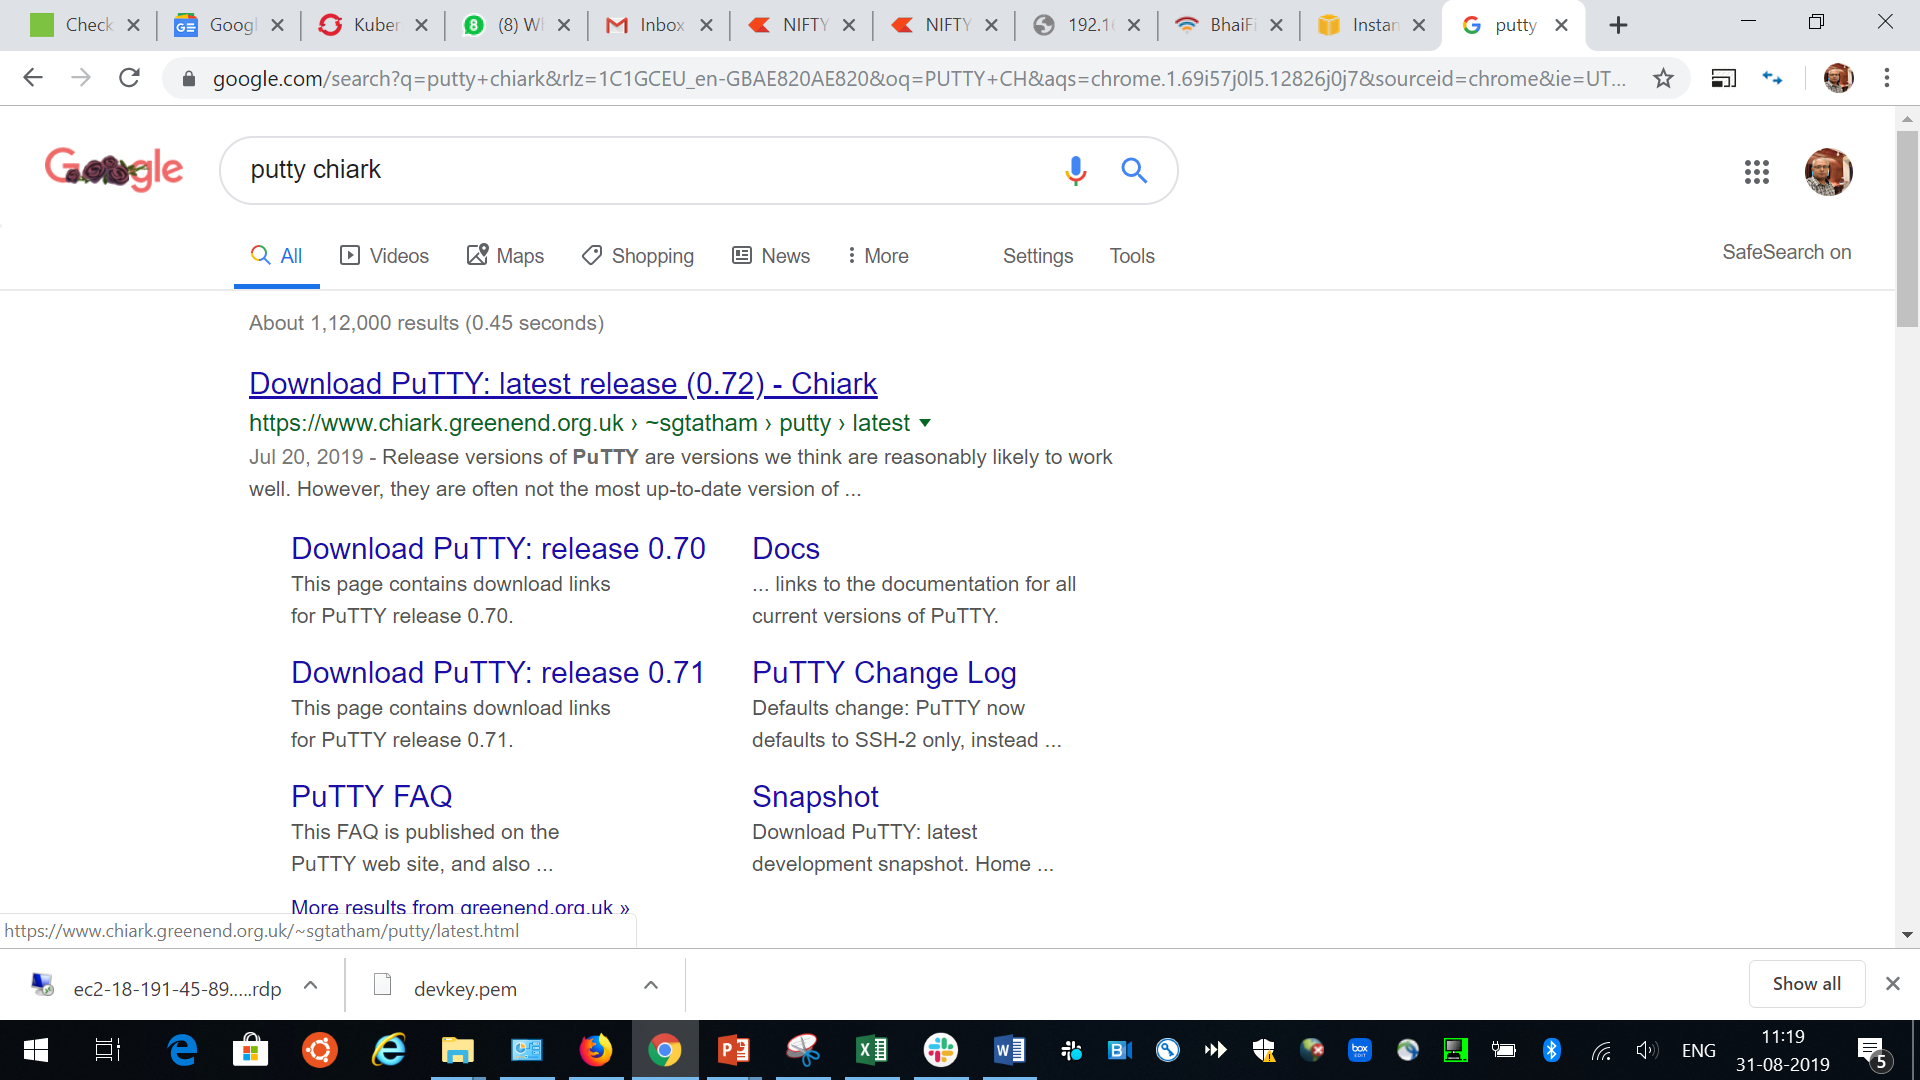 Check
Googl
Kuber
(8) W
Inbox
NIFTY
NIFTY
192.1
BhaiFi
Instan
putty
google.com/search?q=putty+chiark&rlz=1C1GCEU_en-GBAE820AE820&oq=PUTTY+CH&aqs=chrome.1.69i57j0l5.12826j0j7&sourceid=chrome&ie=UT...
Google
putty chiark
All
Videos
Maps
Shopping
News
More
Settings
Tools
SafeSearch on
About 1,12,000 results (0.45 seconds)
Download PuTTY: latest release (0.72) - Chiark
https://www.chiark.greenend.org.uk › ~sgtatham › putty › latest
Jul 20, 2019 - Release versions of PuTTY are versions we think are reasonably likely to work
well. However, they are often not the most up-to-date version of ...
Download PuTTY: release 0.70
This page contains download links
for PuTTY release 0.70.
Docs
... links to the documentation for all
current versions of PuTTY.
Download PuTTY: release 0.71
This page contains download links
for PuTTY release 0.71.
PuTTY Change Log
Defaults change: PuTTY now
defaults to SSH-2 only, instead ...
PuTTY FAQ
This FAQ is published on the
PuTTY web site, and also ...
Snapshot
Download PuTTY: latest
development snapshot. Home ...
More results from greenend.org.uk »
https://www.chiark.greenend.org.uk/~sgtatham/putty/latest.html
ec2-18-191-45-89.....rdp
devkey.pem
Show all
ENG
11:19
31-08-2019
5